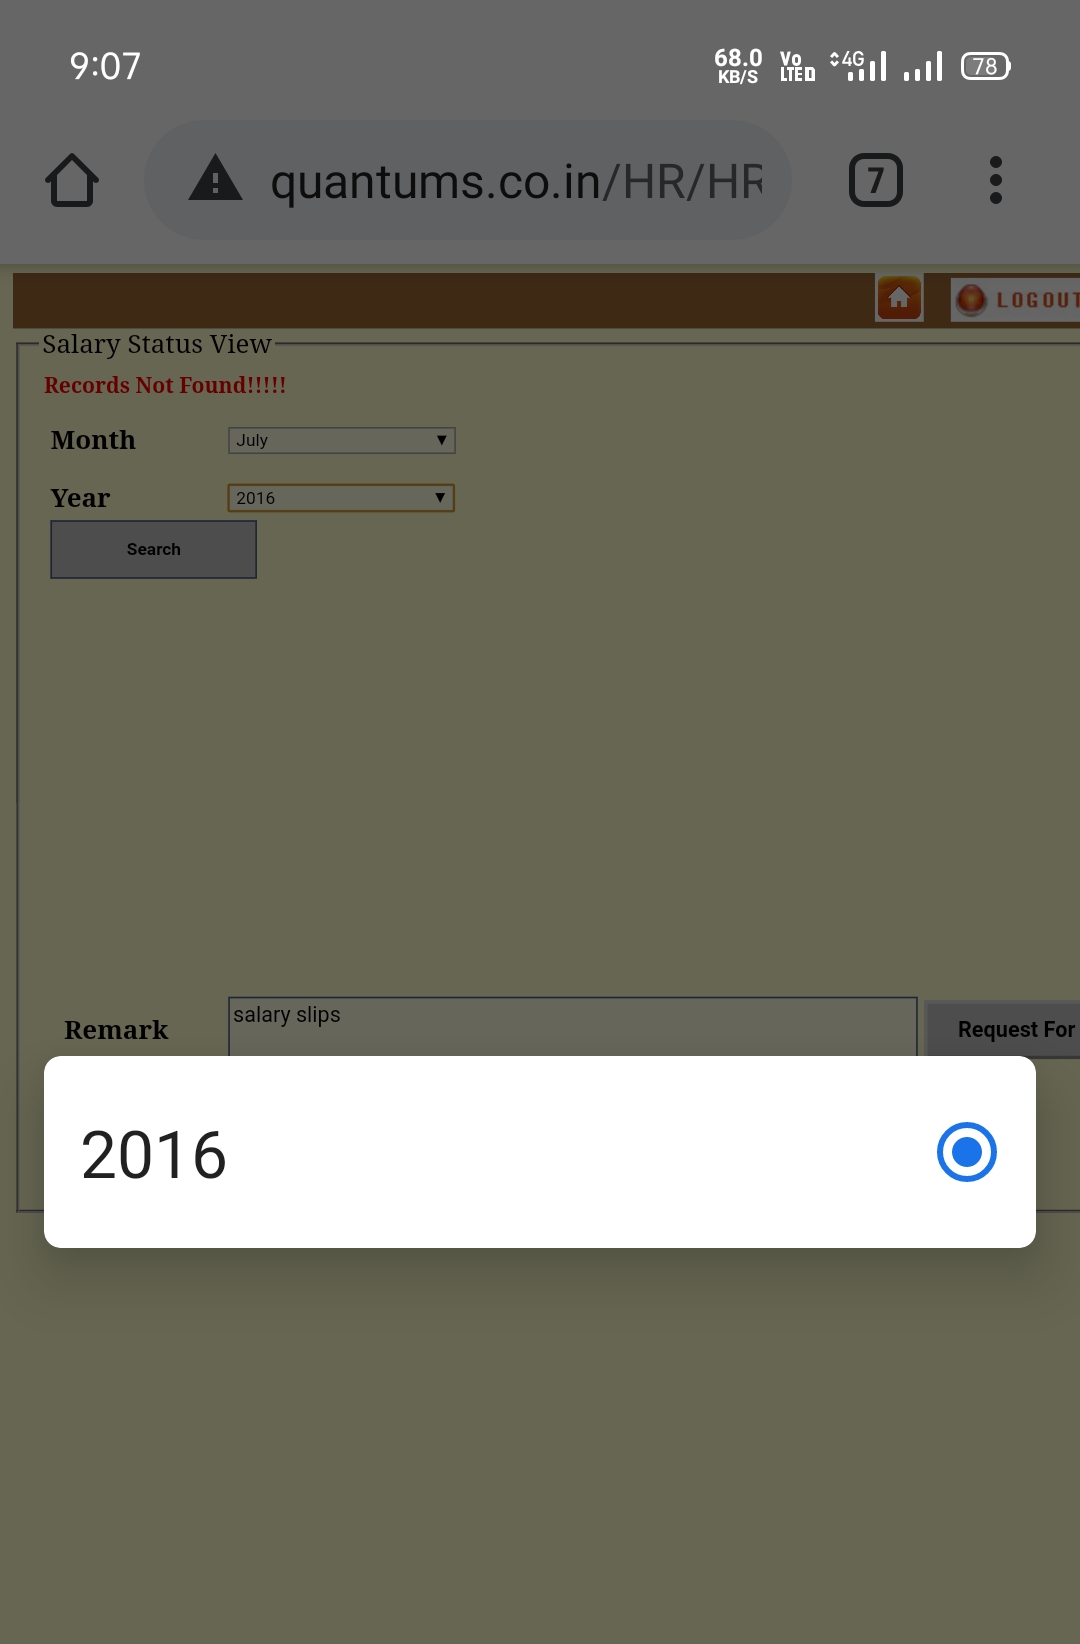 9:07
68.0
KB/S
Vo
LTE D
4G
78
quantums.co.in/HR/HR
7
LOGOUT
Salary Status View
Records Not Found!!!!!
Month
July
Year
2016
Search
Remark
salary slips
Request For
2016